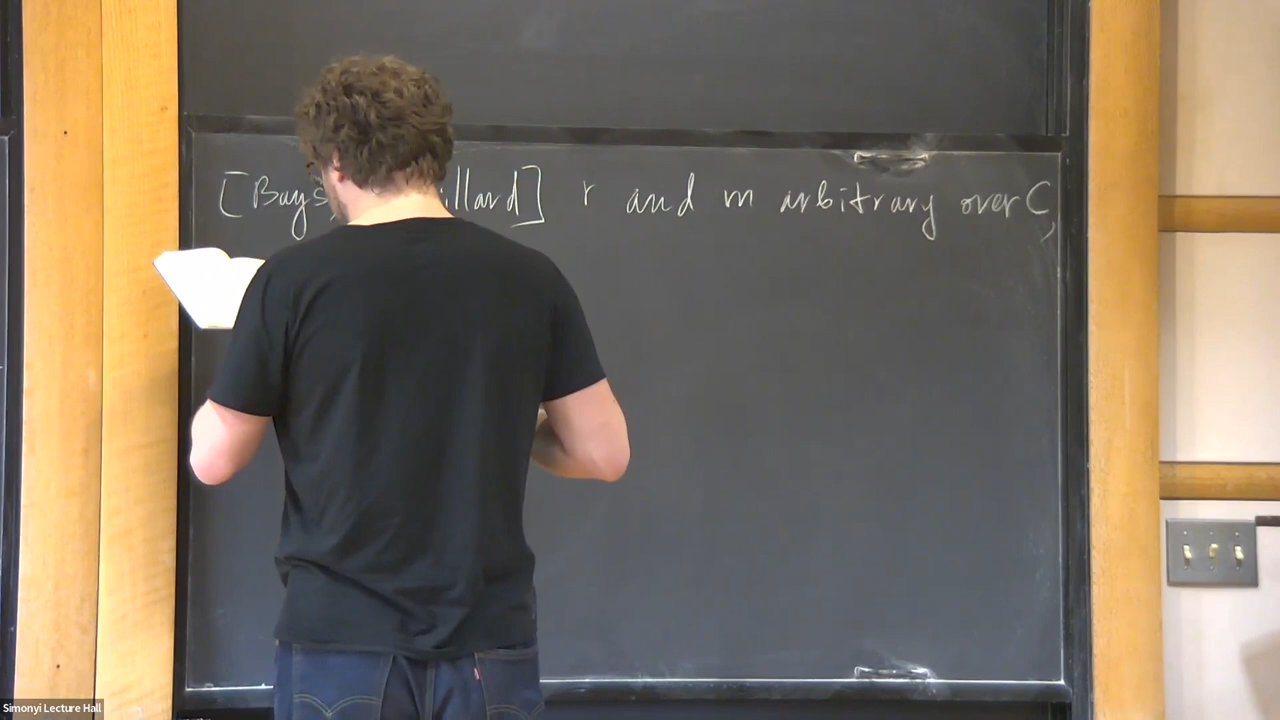 [Bays illard] r and m arbitrary over ℂ,
Simonyi Lecture Hall